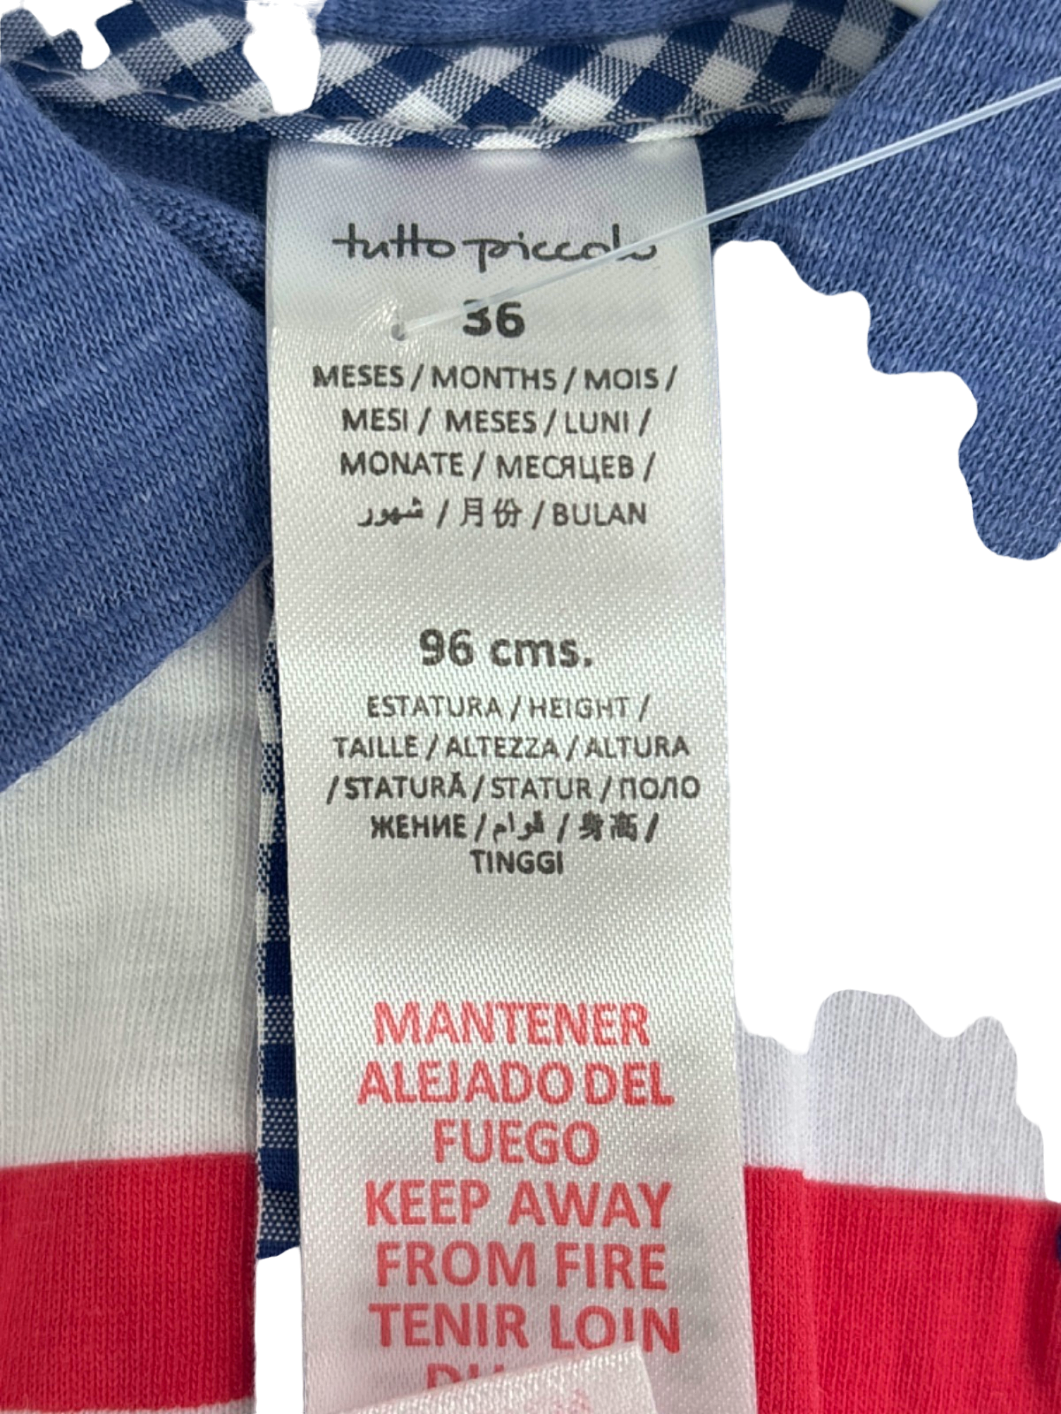 tutto piccolo
36
MESES / MONTHS / MOIS /
MESI / MESES / LUNI /
MONATE / МЕСЯЦЕВ /
شهور / 月份 / BULAN
96 cms.
ESTATURA / HEIGHT /
TAILLE / ALTEZZA / ALTURA
/ STATURĂ / STATUR / ПОЛО
ЖЕНИЕ / قوام / 身高 /
TINGGI
MANTENER
ALEJADO DEL
FUEGO
KEEP AWAY
FROM FIRE
TENIR LOIN